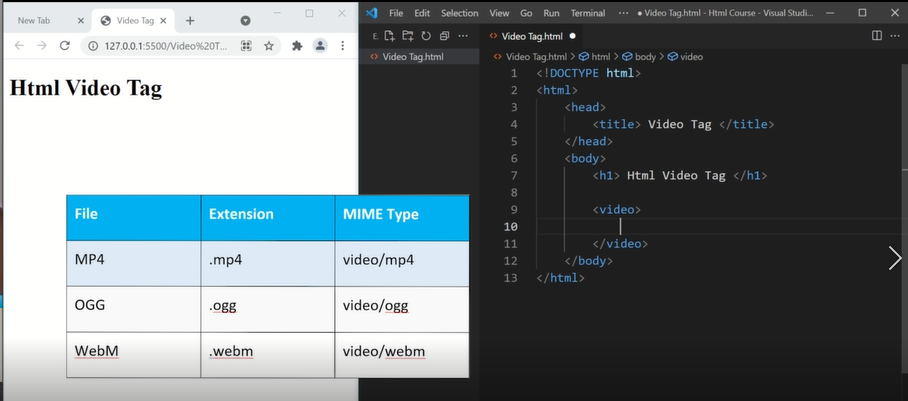 New Tab
Video Tag
127.0.0.1:5500/Video%20T...
Html Video Tag
File Extension MIME Type
MP4 .mp4 video/mp4
OGG .ogg video/ogg
WebM .webm video/webm
File Edit Selection View Go Run Terminal ... ● Video Tag.html - Html Course - Visual Studi...
E.
Video Tag.html
Video Tag.html
Video Tag.html > html > body > video
1 <!DOCTYPE html>
2 <html>
3 <head>
4 <title> Video Tag </title>
5 </head>
6 <body>
7 <h1> Html Video Tag </h1>
8
9 <video>
10
11 </video>
12 </body>
13 </html>